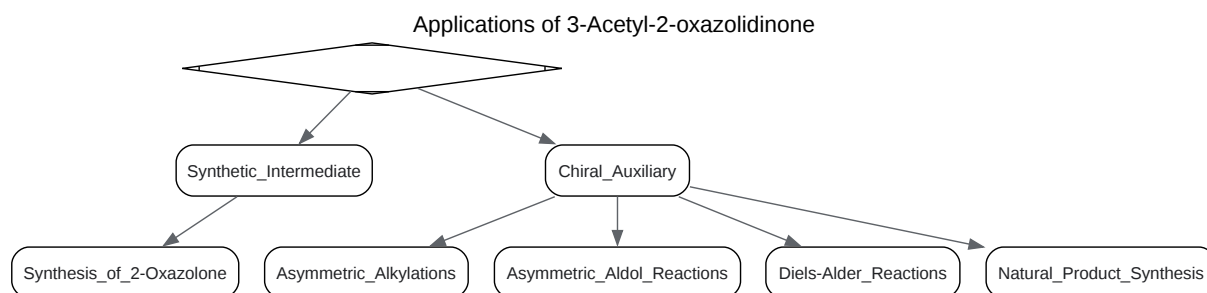 Applications of 3-Acetyl-2-oxazolidinone
Synthetic_Intermediate
Chiral_Auxiliary
Synthesis_of_2-Oxazolone
Asymmetric_Alkylations
Asymmetric_Aldol_Reactions
Diels-Alder_Reactions
Natural_Product_Synthesis